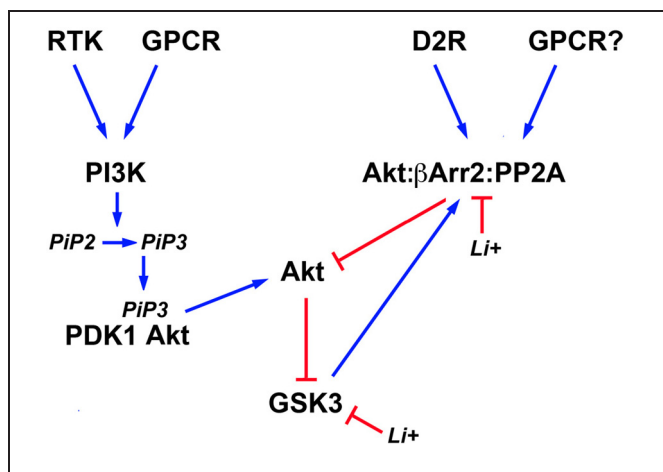 RTK GPCR D2R GPCR?
PI3K Akt:βArr2:PP2A
PiP2 PiP3 Li+
Akt
PiP3
PDK1 Akt
GSK3
Li+